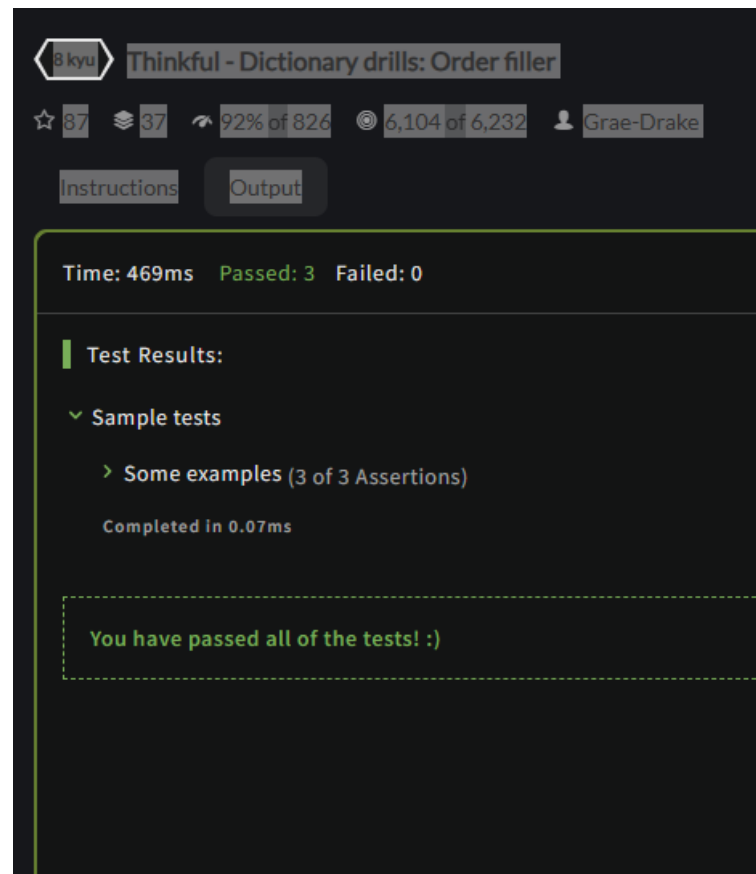 8 kyu Thinkful - Dictionary drills: Order filler
87 37 92% of 826 6,104 of 6,232 Grae-Drake
Instructions Output
Time: 469ms Passed: 3 Failed: 0
Test Results:
Sample tests
Some examples (3 of 3 Assertions)
Completed in 0.07ms
You have passed all of the tests! :)